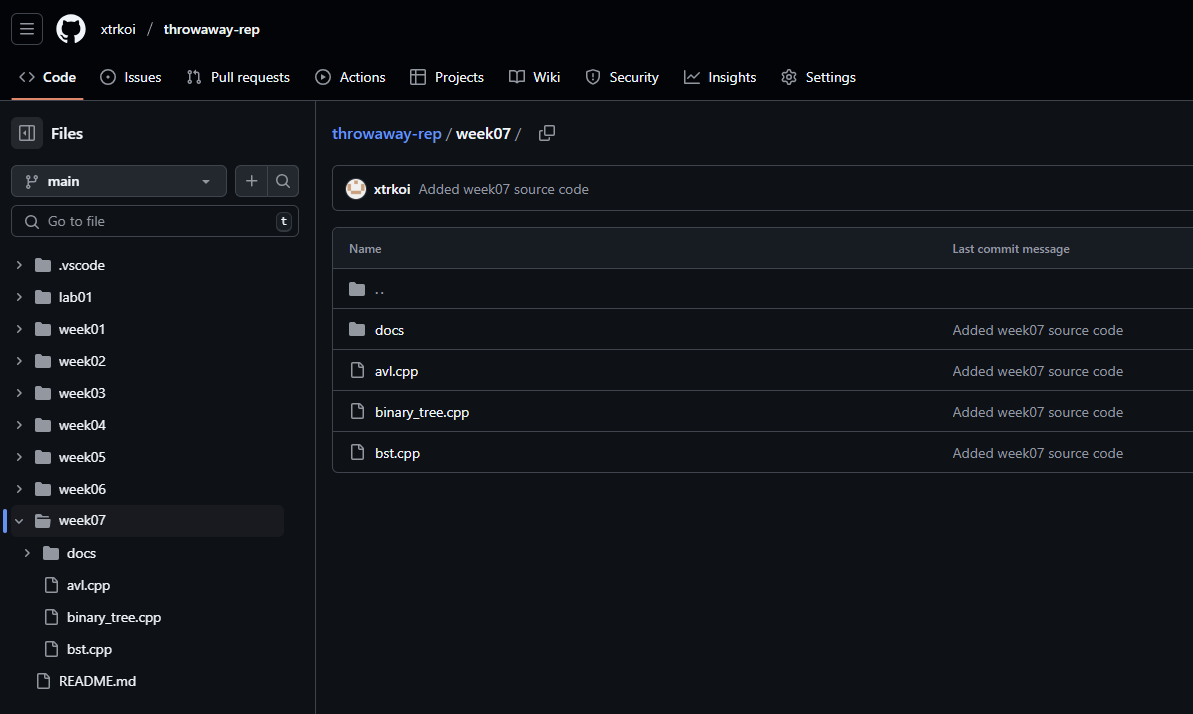 xtrkoi / throwaway-rep
Code Issues Pull requests Actions Projects Wiki Security Insights Settings
Files
main
Go to file t
.vscode
lab01
week01
week02
week03
week04
week05
week06
week07
docs
avl.cpp
binary_tree.cpp
bst.cpp
README.md
throwaway-rep / week07 /
xtrkoi Added week07 source code
Name Last commit message
..
docs Added week07 source code
avl.cpp Added week07 source code
binary_tree.cpp Added week07 source code
bst.cpp Added week07 source code